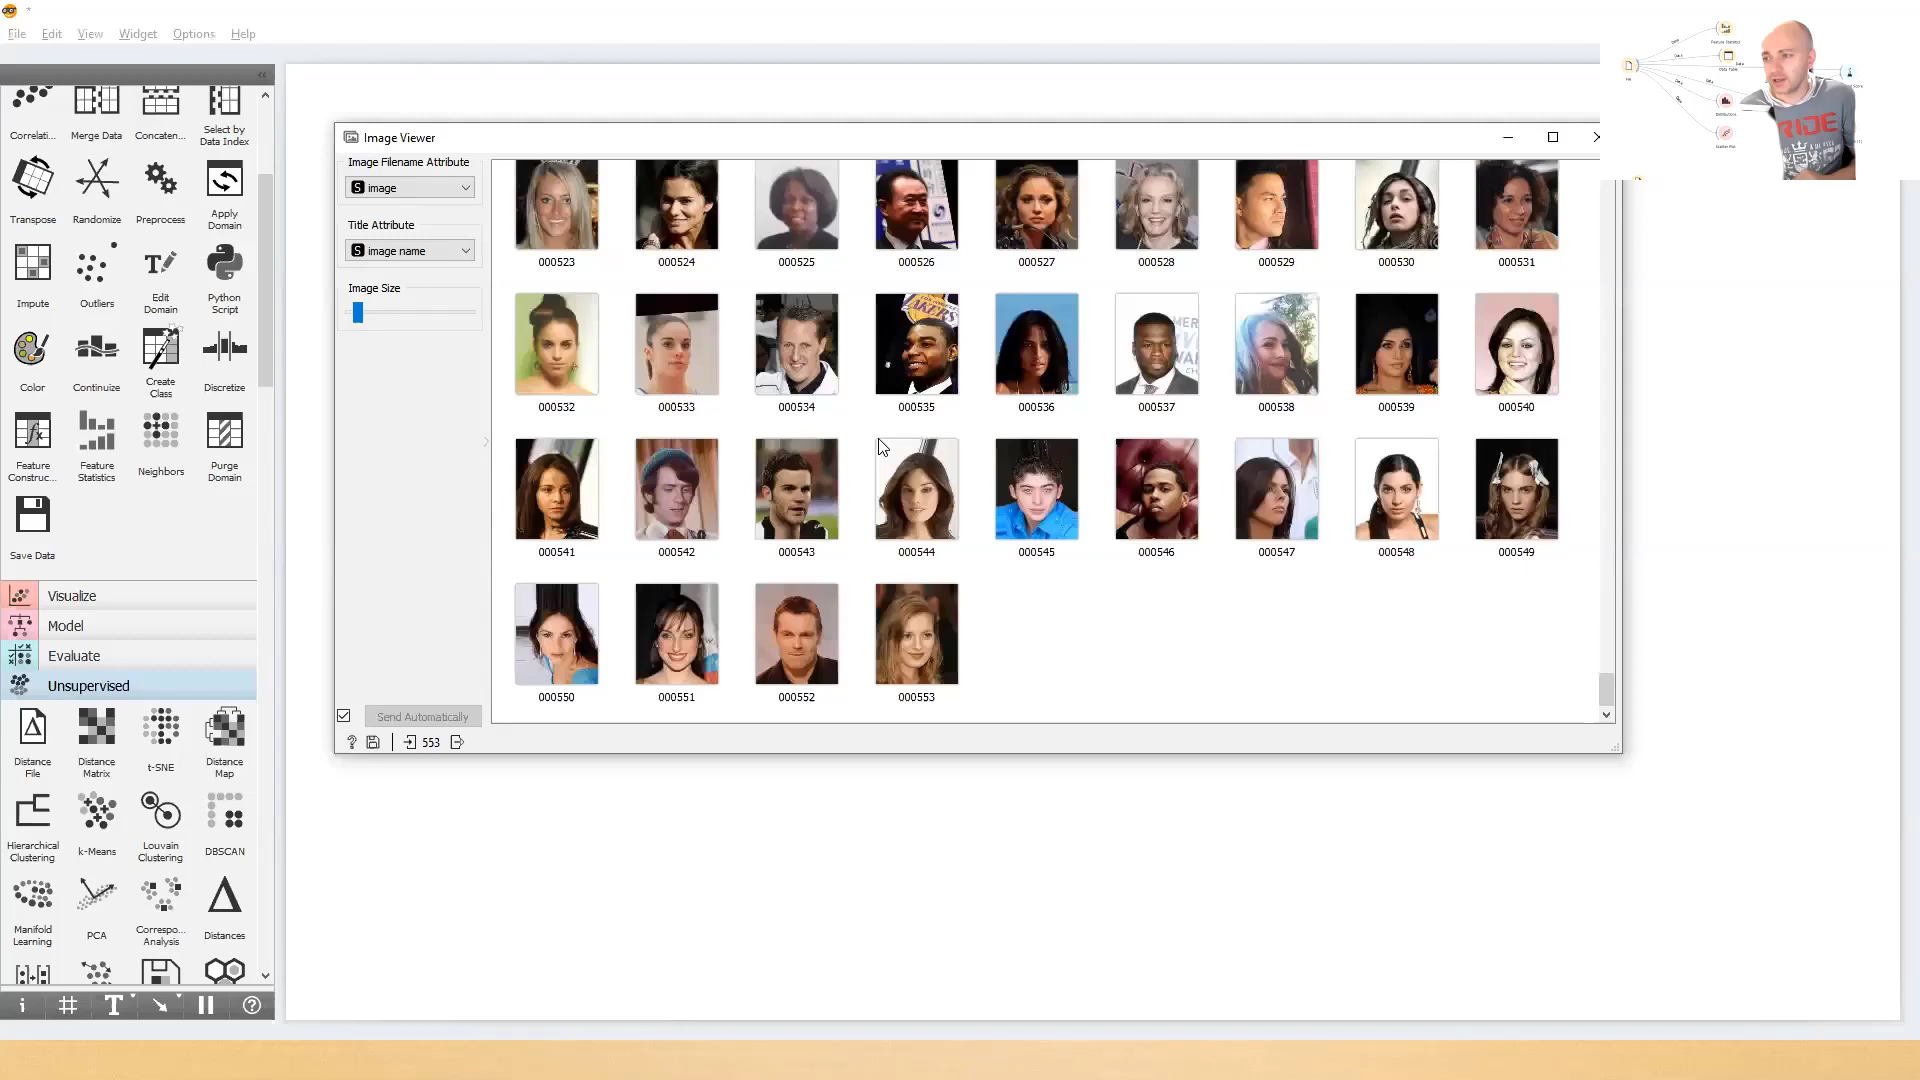 File Edit View Widget Options Help
Correlati... Merge Data Concaten... Select by Data Index
Transpose Randomize Preprocess Apply Domain
Impute Outliers Edit Domain Python Script
Color Continuize Create Class Discretize
Feature Construc... Feature Statistics Neighbors Purge Domain
Save Data
Visualize
Model
Evaluate
Unsupervised
Distance File Distance Matrix t-SNE Distance Map
Hierarchical Clustering k-Means Louvain Clustering DBSCAN
Manifold Learning PCA Correspo... Analysis Distances
Image Viewer
Image Filename Attribute
S image
Title Attribute
S image name
Image Size
Send Automatically
553
000523 000524 000525 000526 000527 000528 000529 000530 000531
LAKERS
000532 000533 000534 000535 000536 000537 000538 000539 000540
000541 000542 000543 000544 000545 000546 000547 000548 000549
000550 000551 000552 000553
RIDE